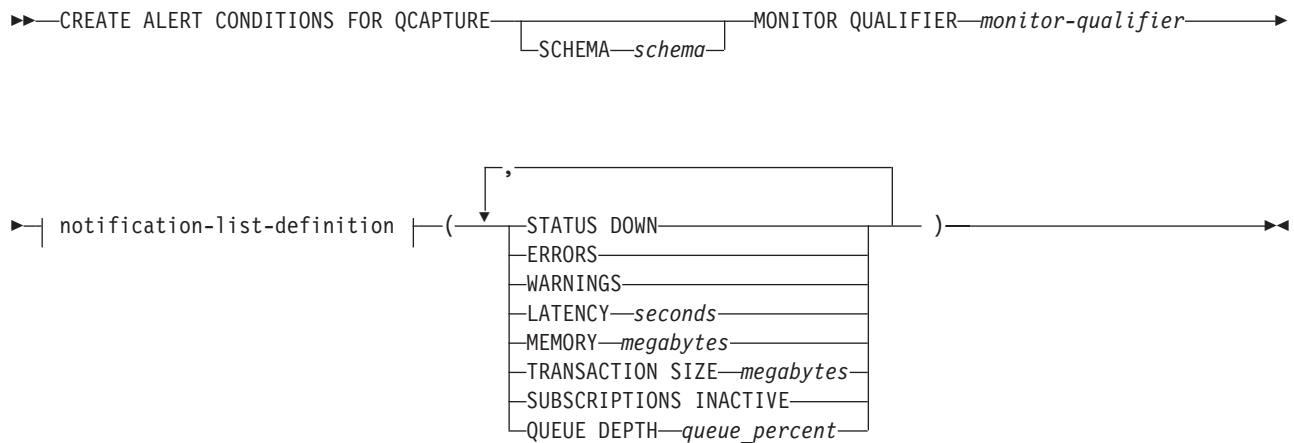 CREATE ALERT CONDITIONS FOR QCAPTURE MONITOR QUALIFIER monitor-qualifier
SCHEMA schema
,
notification-list-definition ( STATUS DOWN )
ERRORS
WARNINGS
LATENCY seconds
MEMORY megabytes
TRANSACTION SIZE megabytes
SUBSCRIPTIONS INACTIVE
QUEUE DEPTH queue_percent